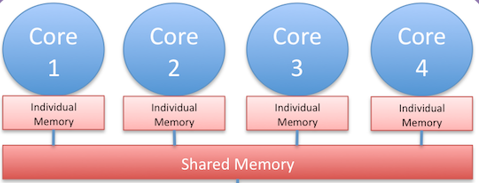 Core
1
Core
2
Core
3
Core
4
Individual
Memory
Individual
Memory
Individual
Memory
Individual
Memory
Shared Memory